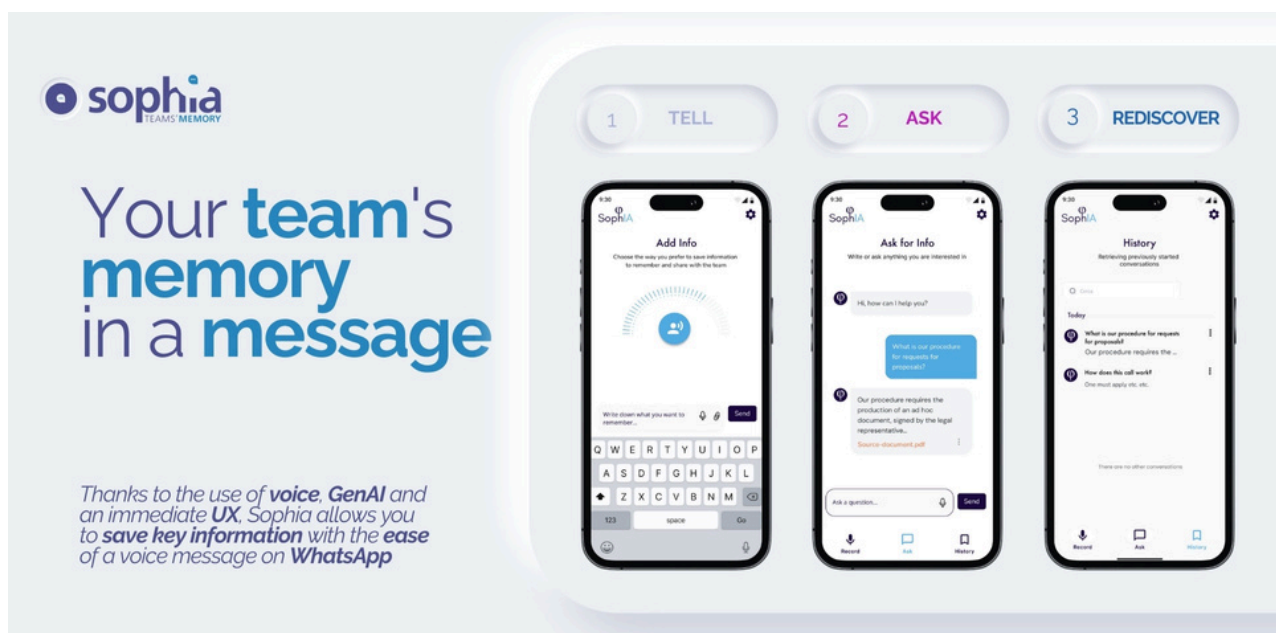 sophia
TEAMS' MEMORY
Your team's
memory
in a message
Thanks to the use of voice, GenAI and
an immediate UX, Sophia allows you
to save key information with the ease
of a voice message on WhatsApp
1 TELL
2 ASK
3 REDISCOVER
9:30
SophIA
Add Info
Choose the way you prefer to save information
to remember and share with the team
Write down what you want to
remember...
Send
Q W E R T Y U I O P
A S D F G H J K L
Z X C V B N M
123 space Go
9:30
SophIA
Ask for Info
Write or ask anything you are interested in
Hi, how can I help you?
What is our procedure
for requests for
proposals?
Our procedure requires the
production of an ad hoc
document, signed by the legal
representative...
Source-document.pdf
Ask a question...
Send
Record Ask History
9:30
SophIA
History
Retrieving previously started
conversations
Today
What is our procedure for requests
for proposals?
Our procedure requires the ...
How does this call work?
One must apply etc. etc.
There are no other conversations
Record Ask History